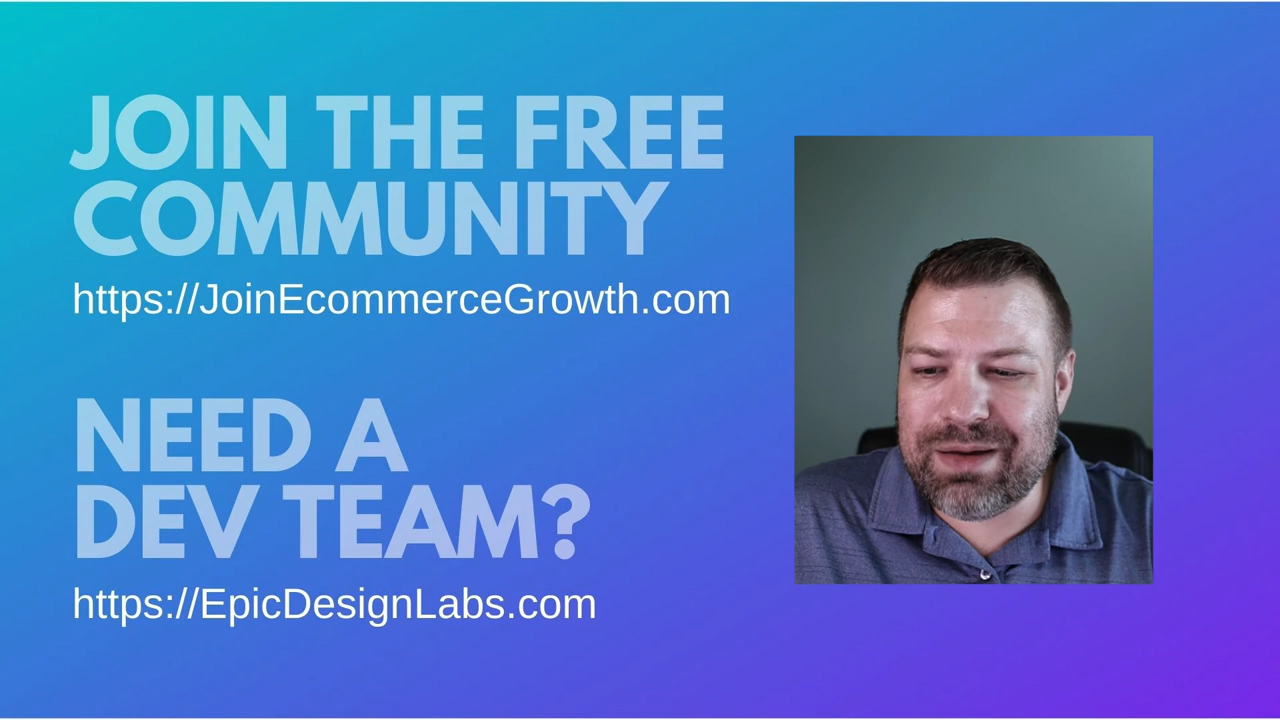 JOIN THE FREE
COMMUNITY
https://JoinEcommerceGrowth.com
NEED A
DEV TEAM?
https://EpicDesignLabs.com